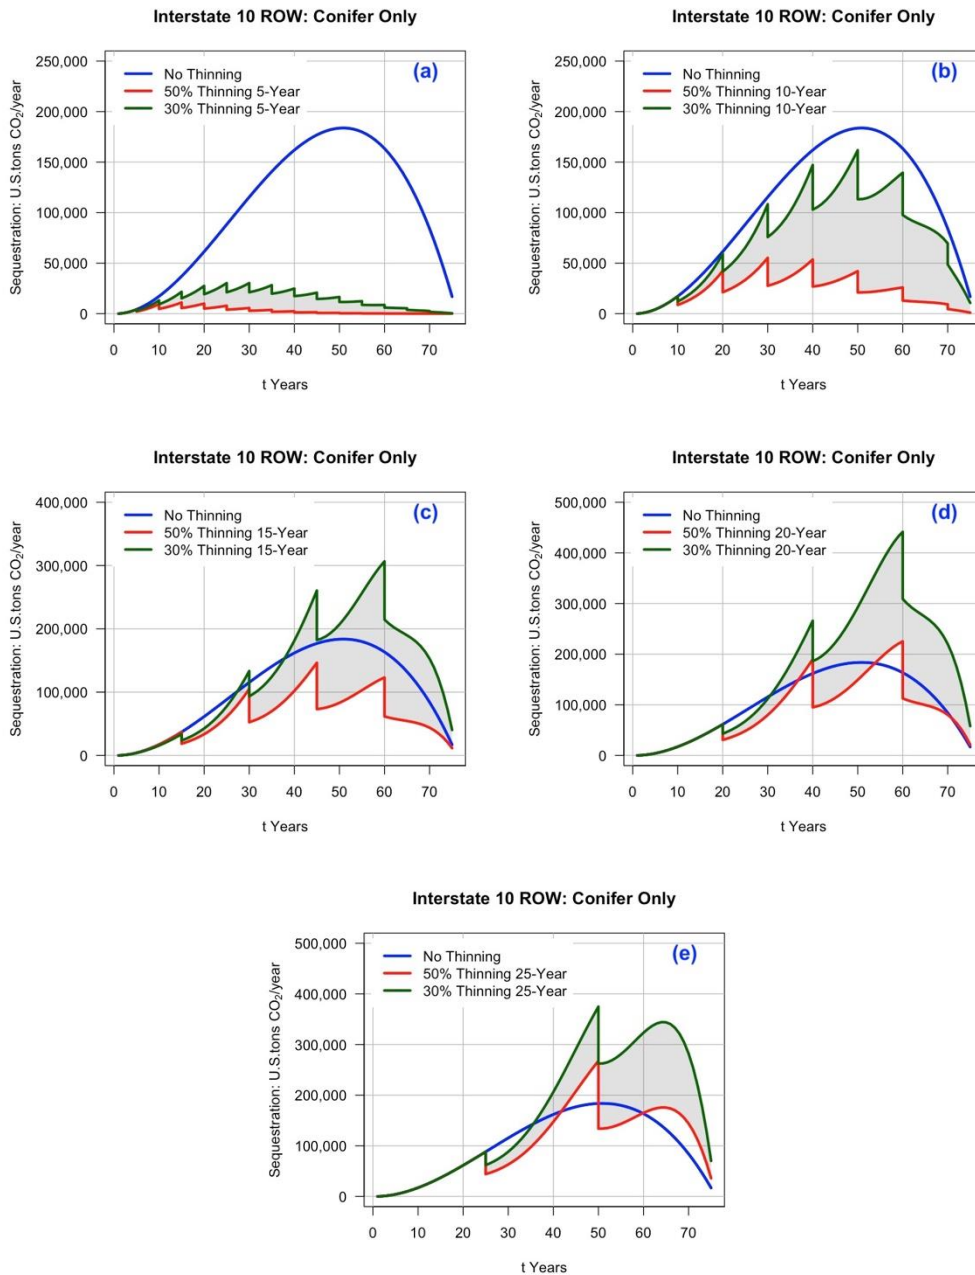 Interstate 10 ROW: Conifer Only
(a)
No Thinning
50% Thinning 5-Year
30% Thinning 5-Year
Sequestration: U.S.tons CO₂/year
250,000
200,000
150,000
100,000
50,000
0
0 10 20 30 40 50 60 70
t Years
Interstate 10 ROW: Conifer Only
(b)
No Thinning
50% Thinning 10-Year
30% Thinning 10-Year
Sequestration: U.S.tons CO₂/year
250,000
200,000
150,000
100,000
50,000
0
0 10 20 30 40 50 60 70
t Years
Interstate 10 ROW: Conifer Only
(c)
No Thinning
50% Thinning 15-Year
30% Thinning 15-Year
Sequestration: U.S.tons CO₂/year
400,000
300,000
200,000
100,000
0
0 10 20 30 40 50 60 70
t Years
Interstate 10 ROW: Conifer Only
(d)
No Thinning
50% Thinning 20-Year
30% Thinning 20-Year
Sequestration: U.S.tons CO₂/year
500,000
400,000
300,000
200,000
100,000
0
0 10 20 30 40 50 60 70
t Years
Interstate 10 ROW: Conifer Only
(e)
No Thinning
50% Thinning 25-Year
30% Thinning 25-Year
Sequestration: U.S.tons CO₂/year
500,000
400,000
300,000
200,000
100,000
0
0 10 20 30 40 50 60 70
t Years